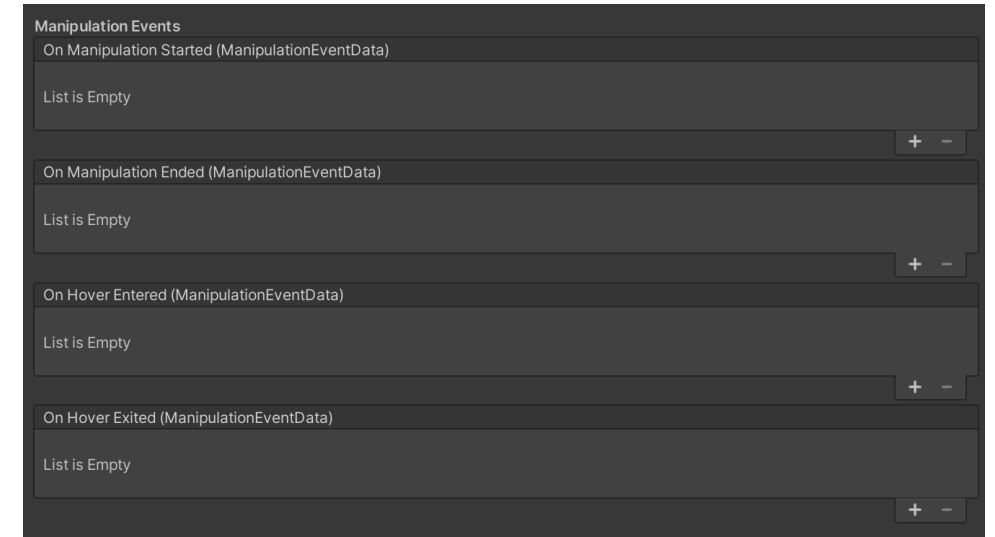 Manipulation Events
On Manipulation Started (ManipulationEventData)
List is Empty
+ −
On Manipulation Ended (ManipulationEventData)
List is Empty
+ −
On Hover Entered (ManipulationEventData)
List is Empty
+ −
On Hover Exited (ManipulationEventData)
List is Empty
+ −